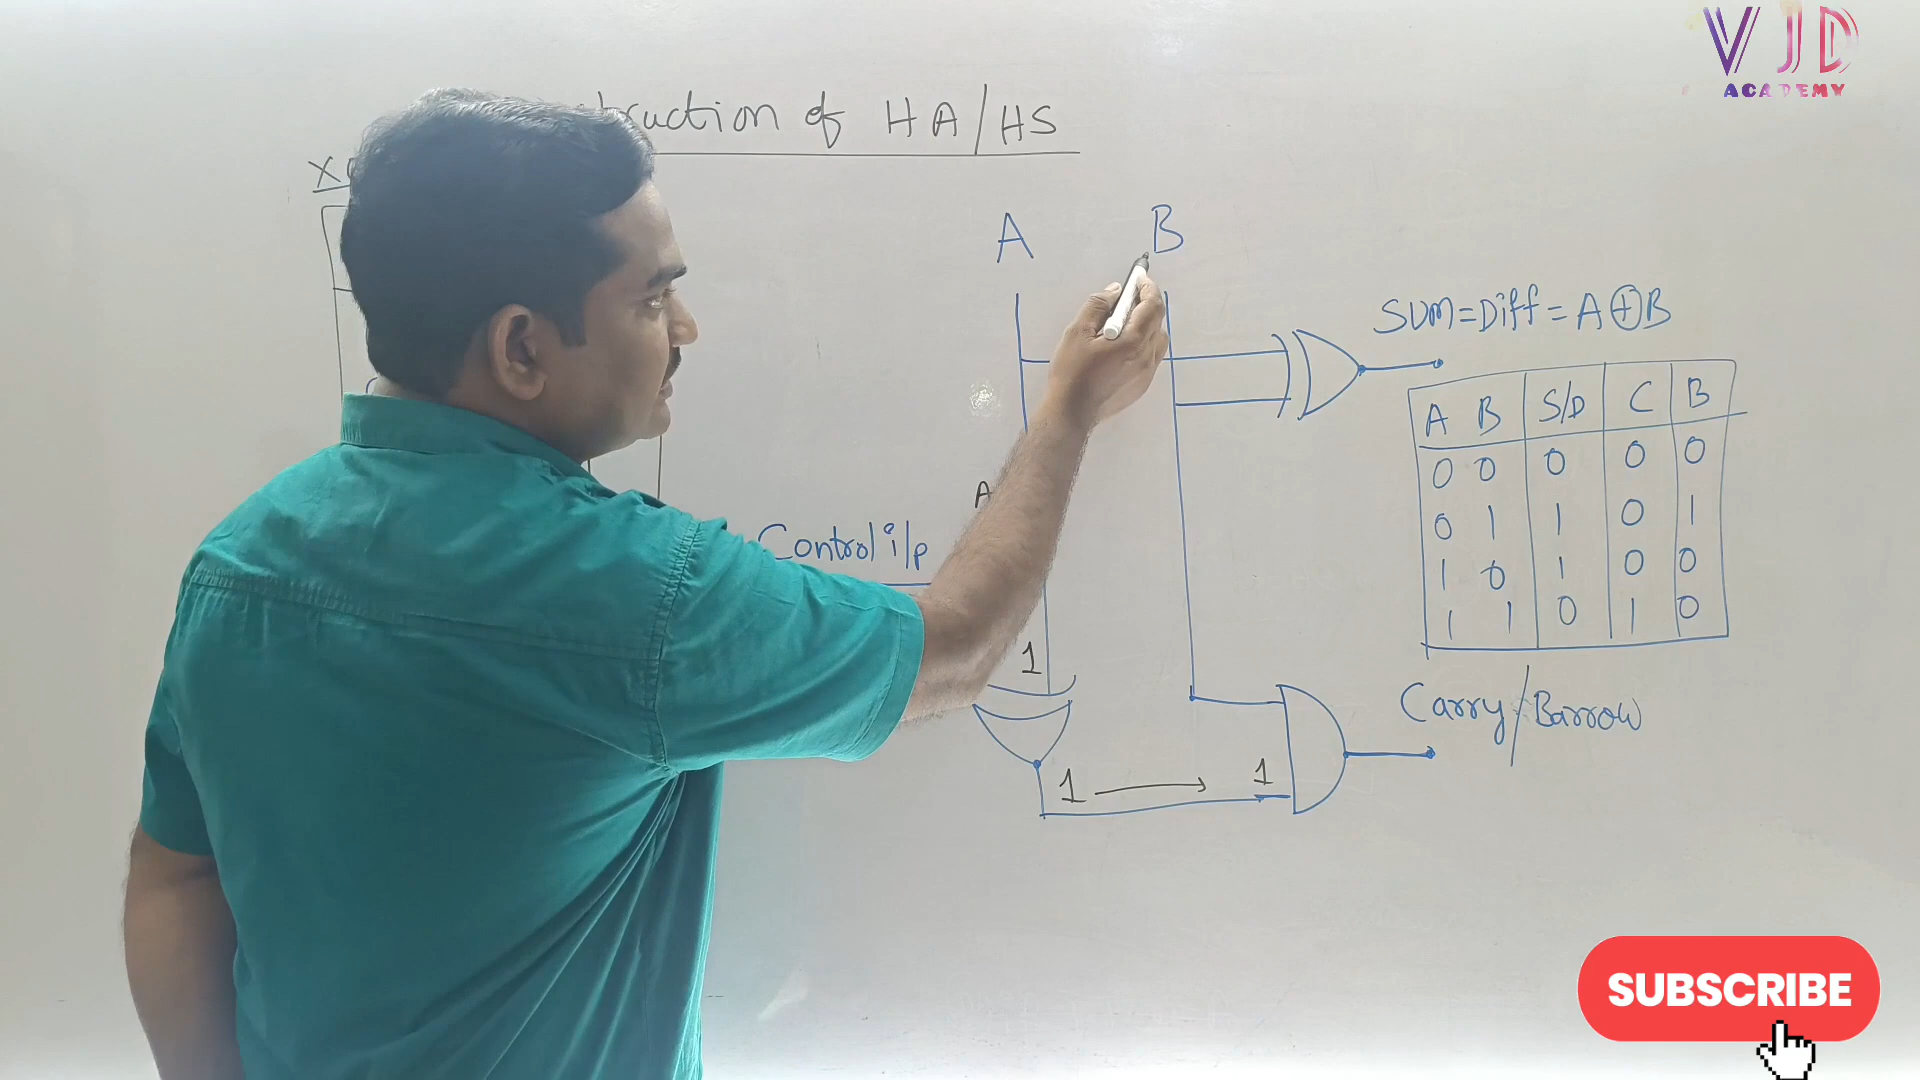 VJD
ACADEMY
of HA/HS
A B
SUM=Diff = A⊕B
A B S/D C B
0 0 0 0 0
0 1 1 0 1
1 0 1 0 0
1 1 0 1 0
A
Control i/p
1
Carry/Barrow
1 → 1
SUBSCRIBE